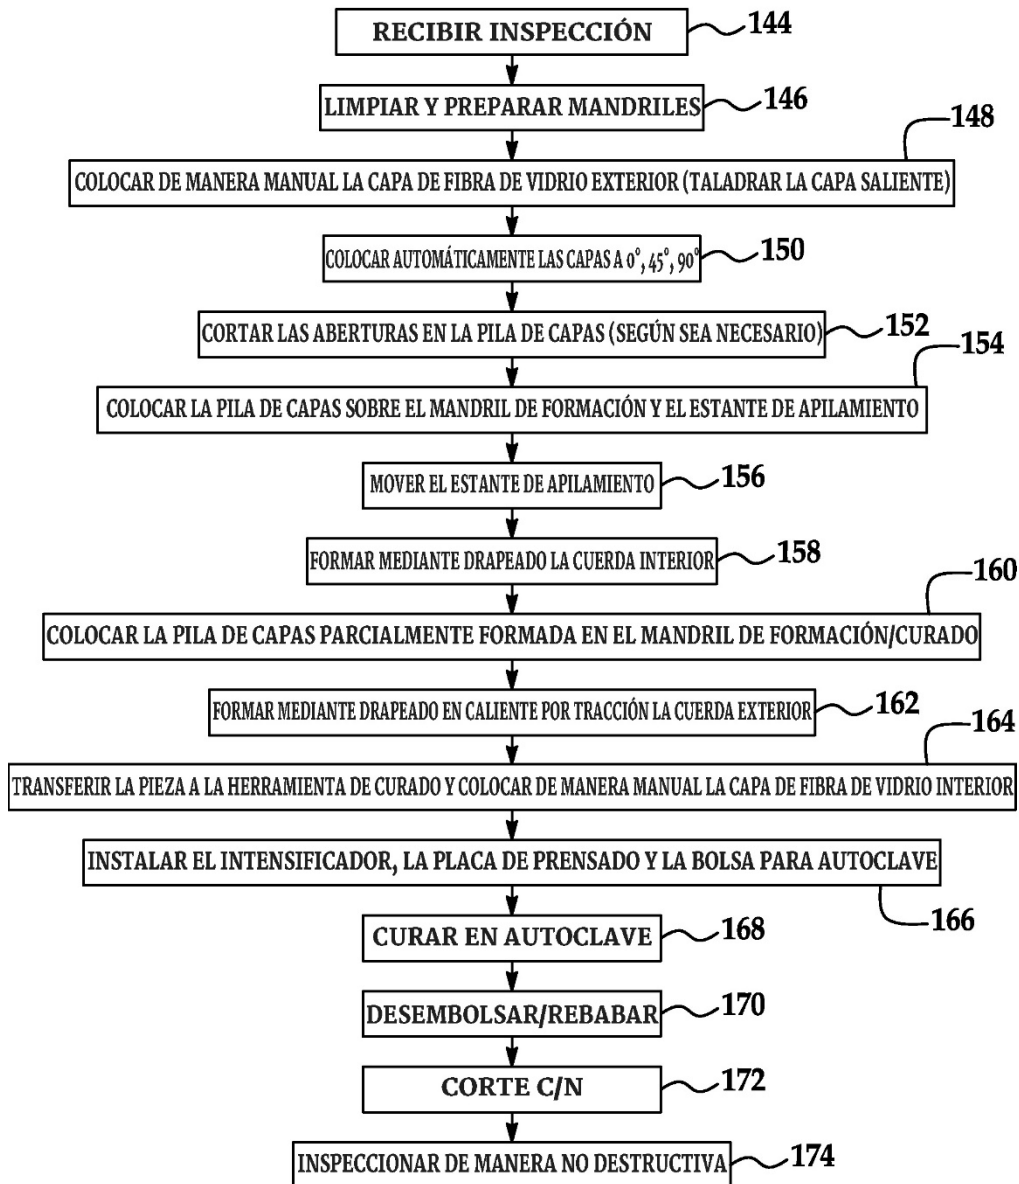 RECIBIR INSPECCIÓN 144
LIMPIAR Y PREPARAR MANDRILES 146
148
COLOCAR DE MANERA MANUAL LA CAPA DE FIBRA DE VIDRIO EXTERIOR (TALADRAR LA CAPA SALIENTE)
COLOCAR AUTOMÁTICAMENTE LAS CAPAS A 0°, 45°, 90° 150
CORTAR LAS ABERTURAS EN LA PILA DE CAPAS (SEGÚN SEA NECESARIO) 152
154
COLOCAR LA PILA DE CAPAS SOBRE EL MANDRIL DE FORMACIÓN Y EL ESTANTE DE APILAMIENTO
MOVER EL ESTANTE DE APILAMIENTO 156
FORMAR MEDIANTE DRAPEADO LA CUERDA INTERIOR 158
160
COLOCAR LA PILA DE CAPAS PARCIALMENTE FORMADA EN EL MANDRIL DE FORMACIÓN/CURADO
FORMAR MEDIANTE DRAPEADO EN CALIENTE POR TRACCIÓN LA CUERDA EXTERIOR 162
164
TRANSFERIR LA PIEZA A LA HERRAMIENTA DE CURADO Y COLOCAR DE MANERA MANUAL LA CAPA DE FIBRA DE VIDRIO INTERIOR
INSTALAR EL INTENSIFICADOR, LA PLACA DE PRENSADO Y LA BOLSA PARA AUTOCLAVE
166
CURAR EN AUTOCLAVE 168
DESEMBOLSAR/REBABAR 170
CORTE C/N 172
INSPECCIONAR DE MANERA NO DESTRUCTIVA 174